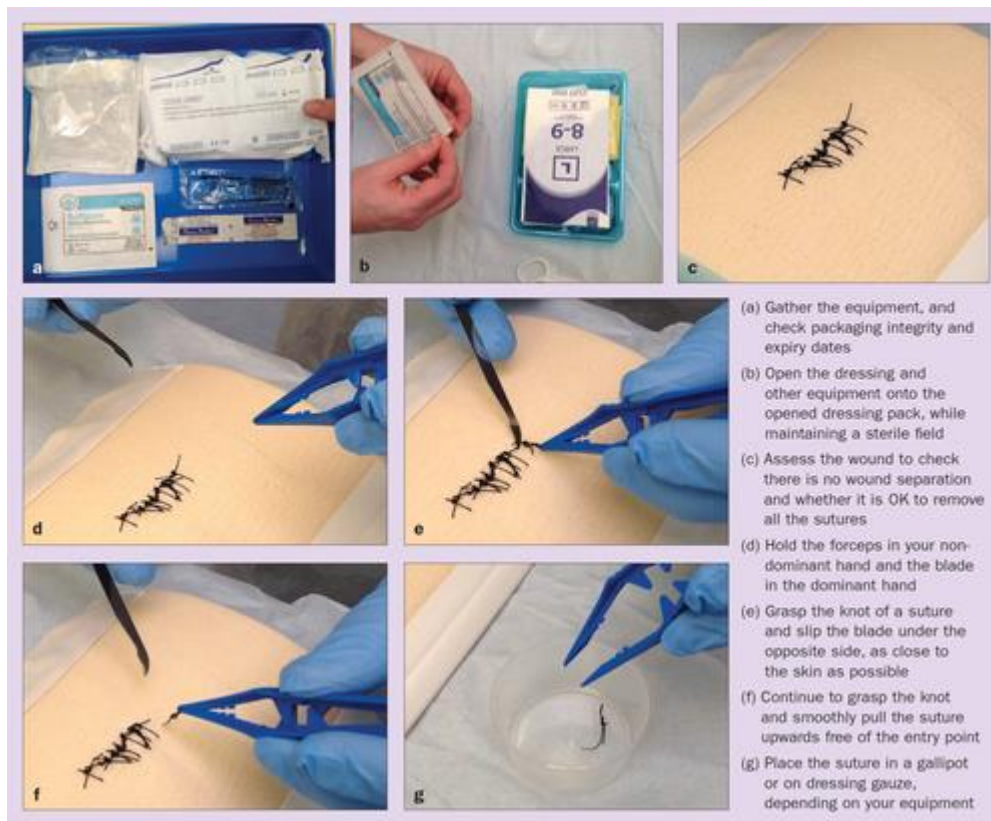 a
b
8-9
L
c
d
e
f
g
(a) Gather the equipment, and
check packaging integrity and
expiry dates
(b) Open the dressing and
other equipment onto the
opened dressing pack, while
maintaining a sterile field
(c) Assess the wound to check
there is no wound separation
and whether it is OK to remove
all the sutures
(d) Hold the forceps in your non-
dominant hand and the blade
in the dominant hand
(e) Grasp the knot of a suture
and slip the blade under the
opposite side, as close to
the skin as possible
(f) Continue to grasp the knot
and smoothly pull the suture
upwards free of the entry point
(g) Place the suture in a gallipot
or on dressing gauze,
depending on your equipment